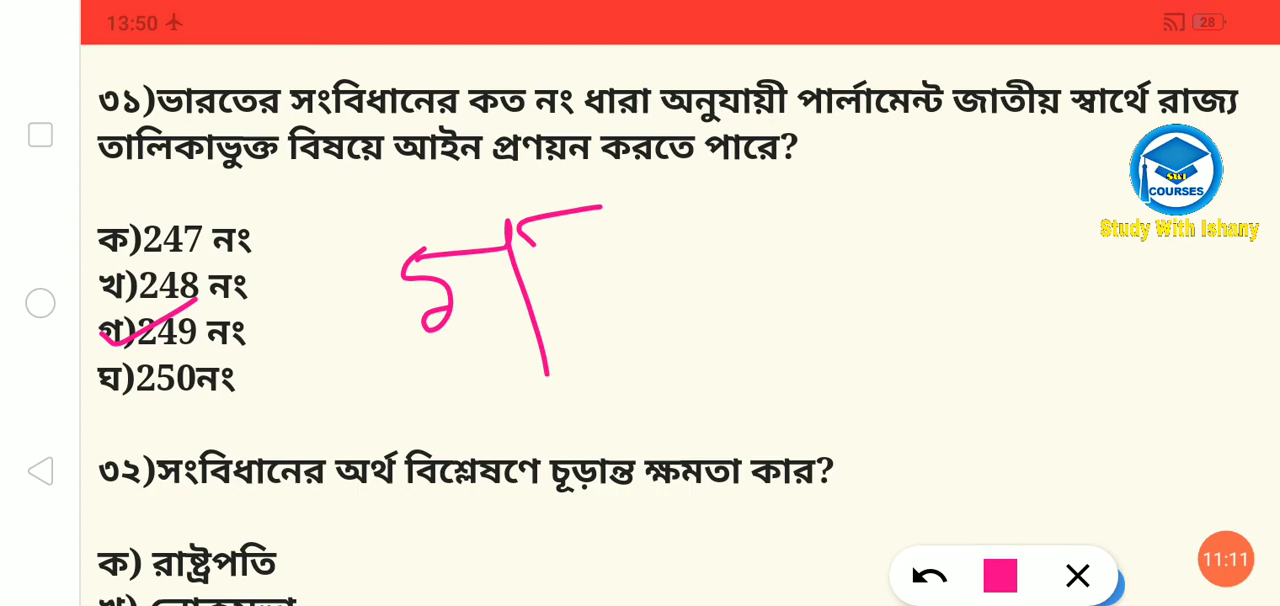 13:50
28
৩১)ভারতের সংবিধানের কত নং ধারা অনুযায়ী পার্লামেন্ট জাতীয় স্বার্থে রাজ্য
তালিকাভুক্ত বিষয়ে আইন প্রণয়ন করতে পারে?
COURSES
Study With Ishany
ক)247 নং
খ)248 নং
গ)249 নং
ঘ)250নং
৩২)সংবিধানের অর্থ বিশ্লেষণে চূড়ান্ত ক্ষমতা কার?
ক) রাষ্ট্রপতি
11:11